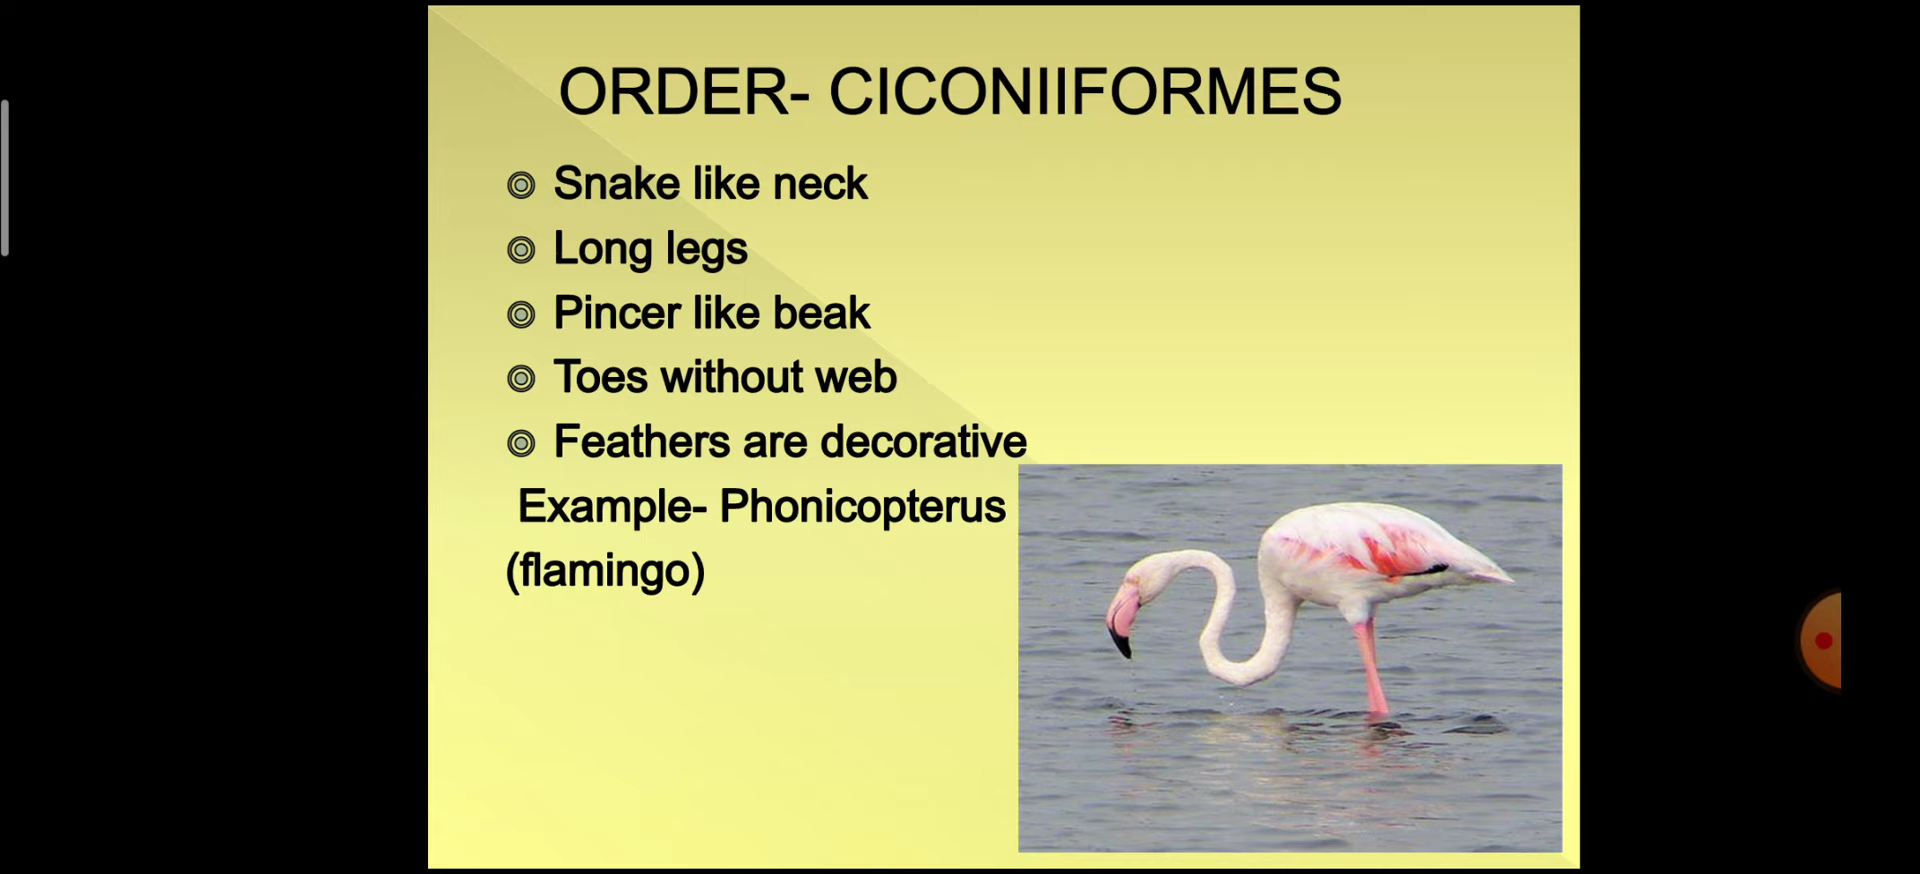 ORDER- CICONIIFORMES
Snake like neck
Long legs
Pincer like beak
Toes without web
Feathers are decorative
Example- Phonicopterus
(flamingo)